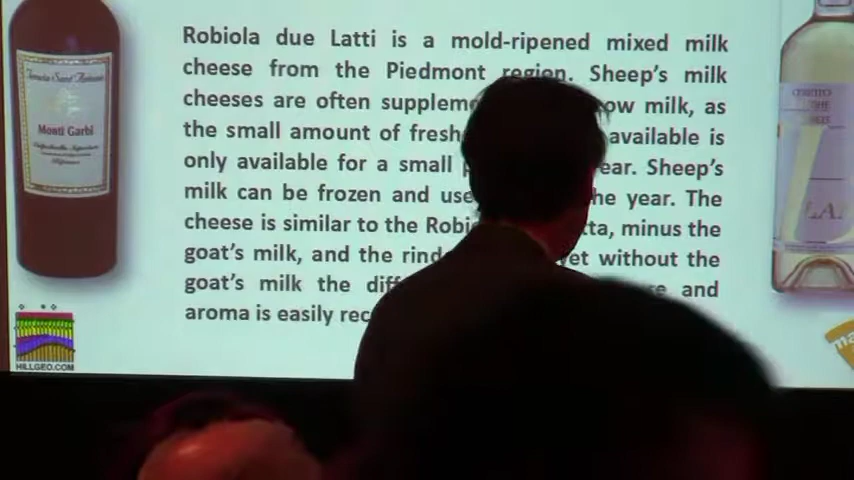 Robiola due Latti is a mold-ripened mixed milk
cheese from the Piedmont region. Sheep's milk
cheeses are often supplem ow milk, as
the small amount of fresh available is
only available for a small ear. Sheep's
milk can be frozen and use he year. The
cheese is similar to the Robi tta, minus the
goat's milk, and the rind yet without the
goat's milk the diff re and
aroma is easily rec
Monti Garbi
HILLGEO.COM